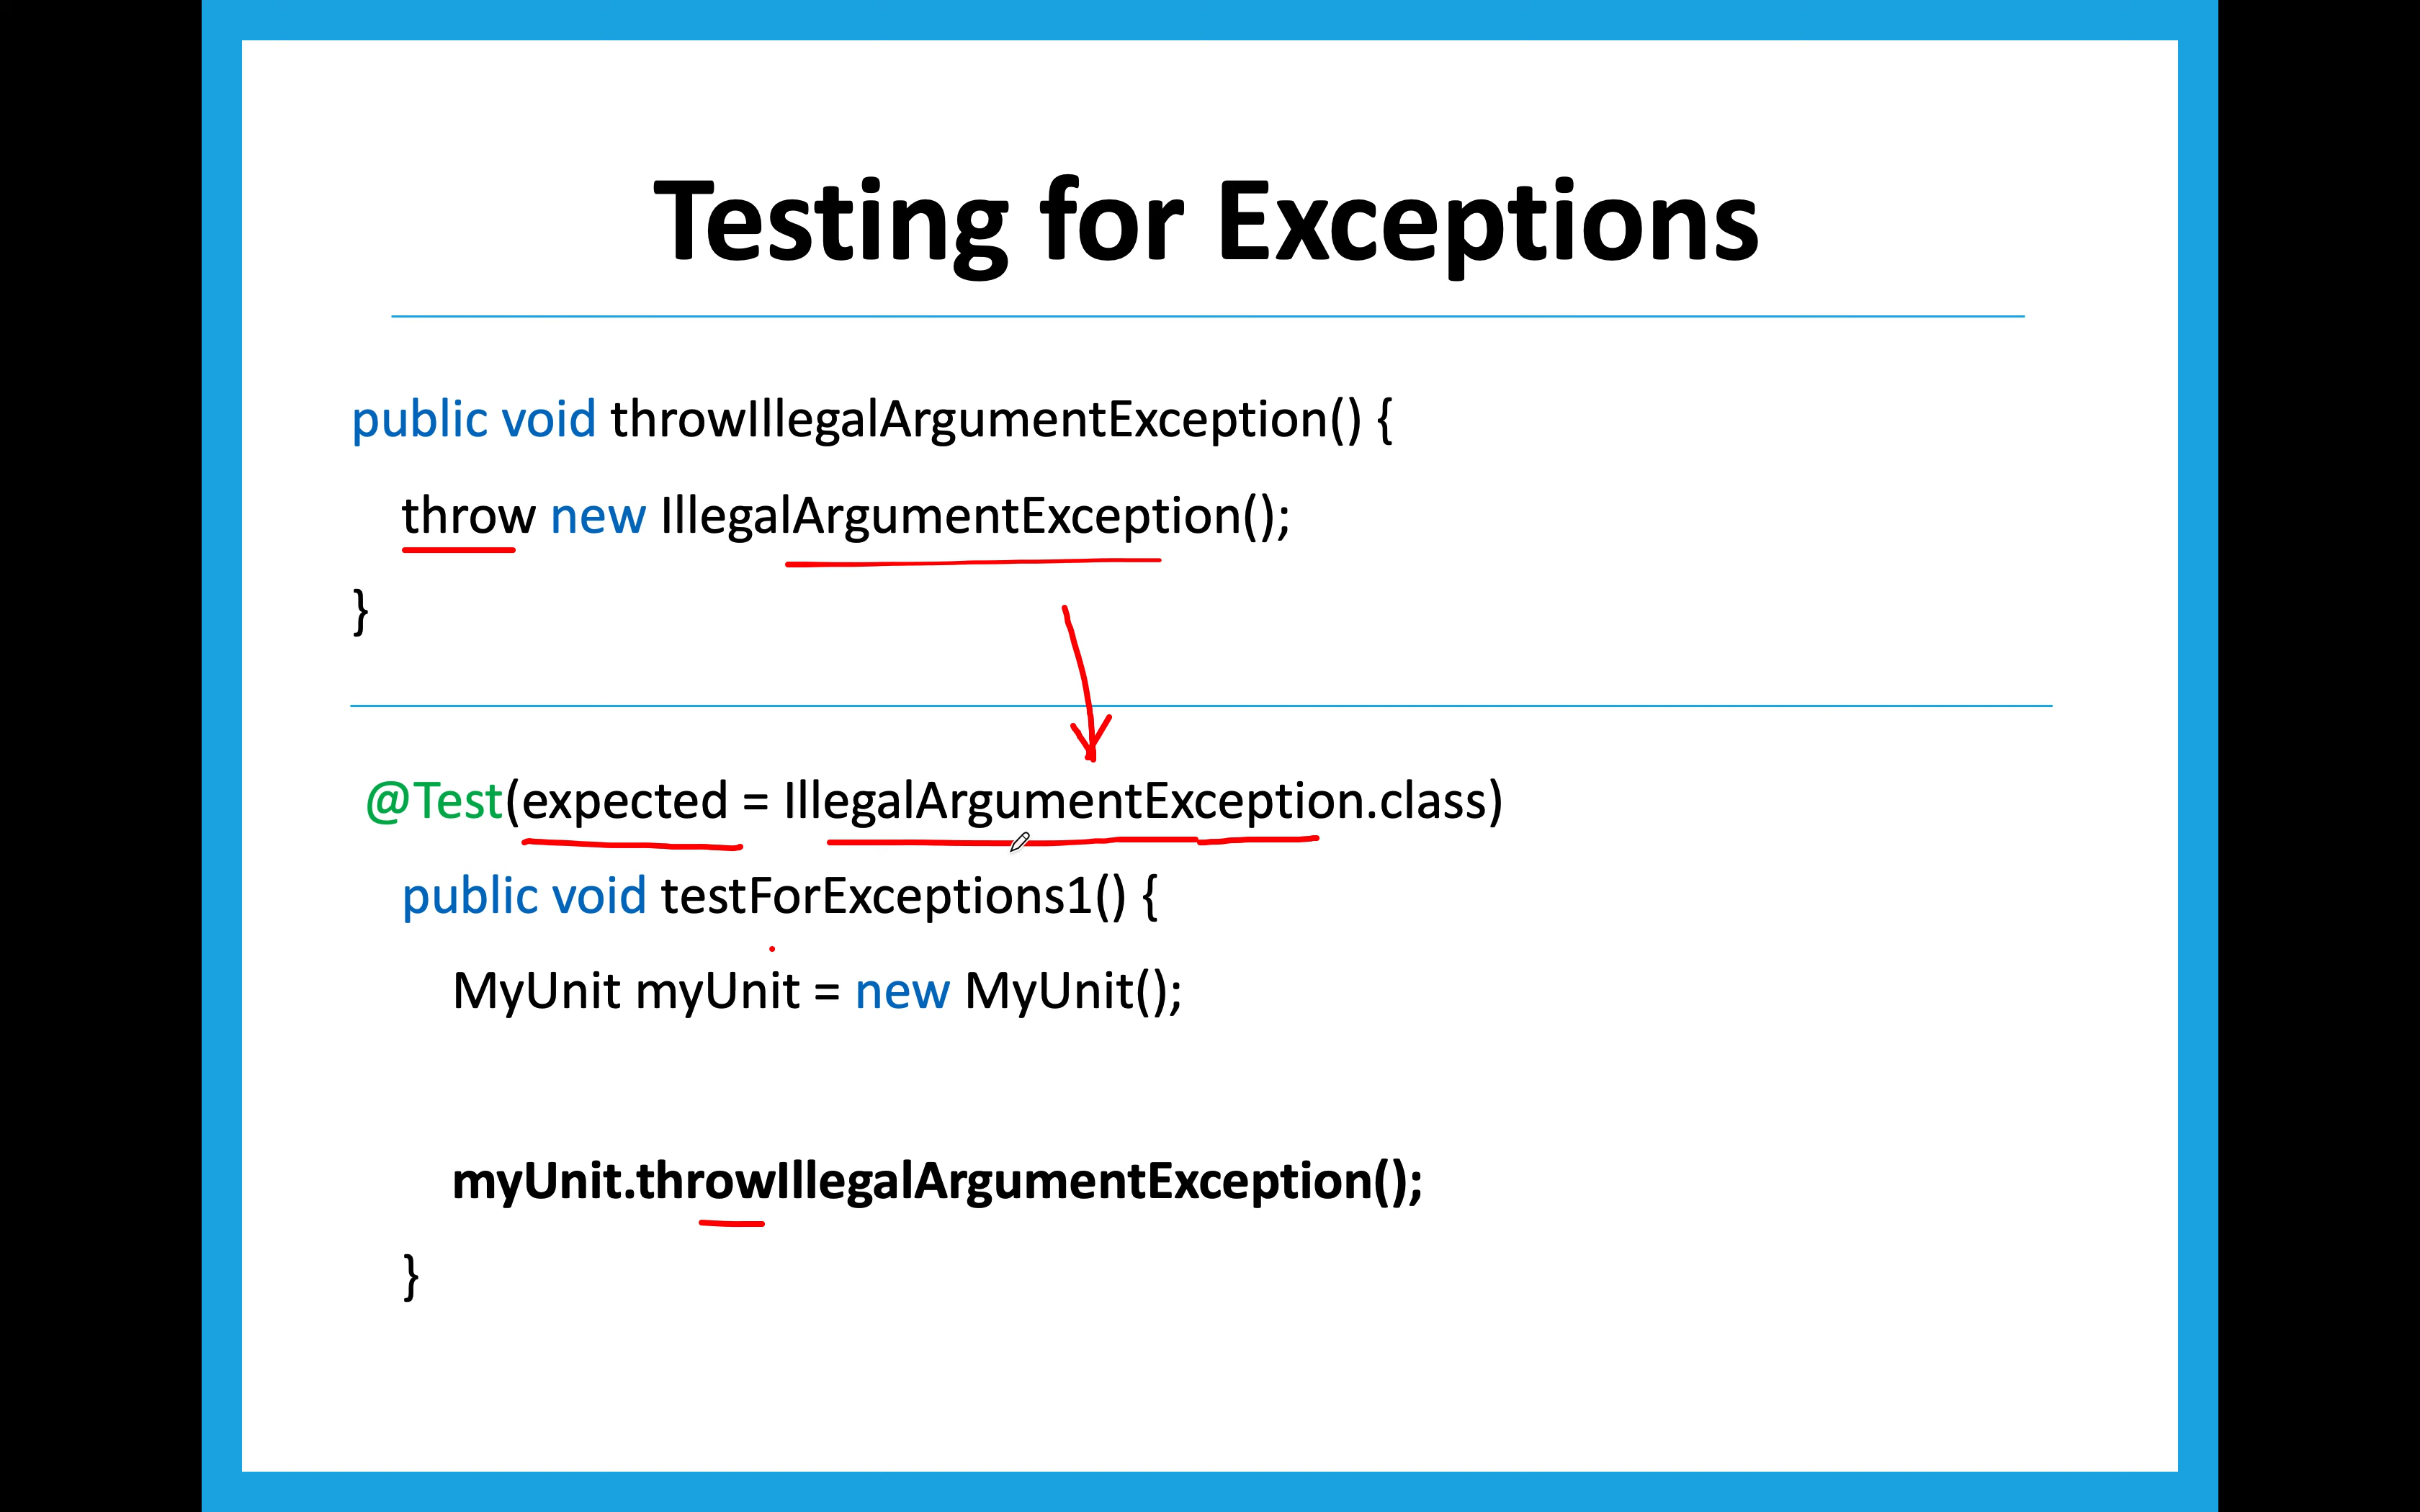 Testing for Exceptions
public void throwIllegalArgumentException() {
throw new IllegalArgumentException();
}
@Test(expected = IllegalArgumentException.class)
public void testForExceptions1() {
MyUnit myUnit = new MyUnit();
myUnit.throwIllegalArgumentException();
}